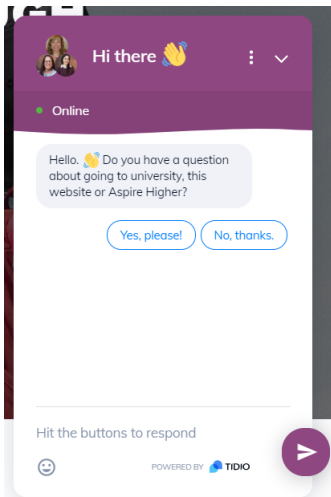 Hi there 👋
Online
Hello. 👋 Do you have a question
about going to university, this
website or Aspire Higher?
Yes, please!
No, thanks.
Hit the buttons to respond
POWERED BY TIDIO